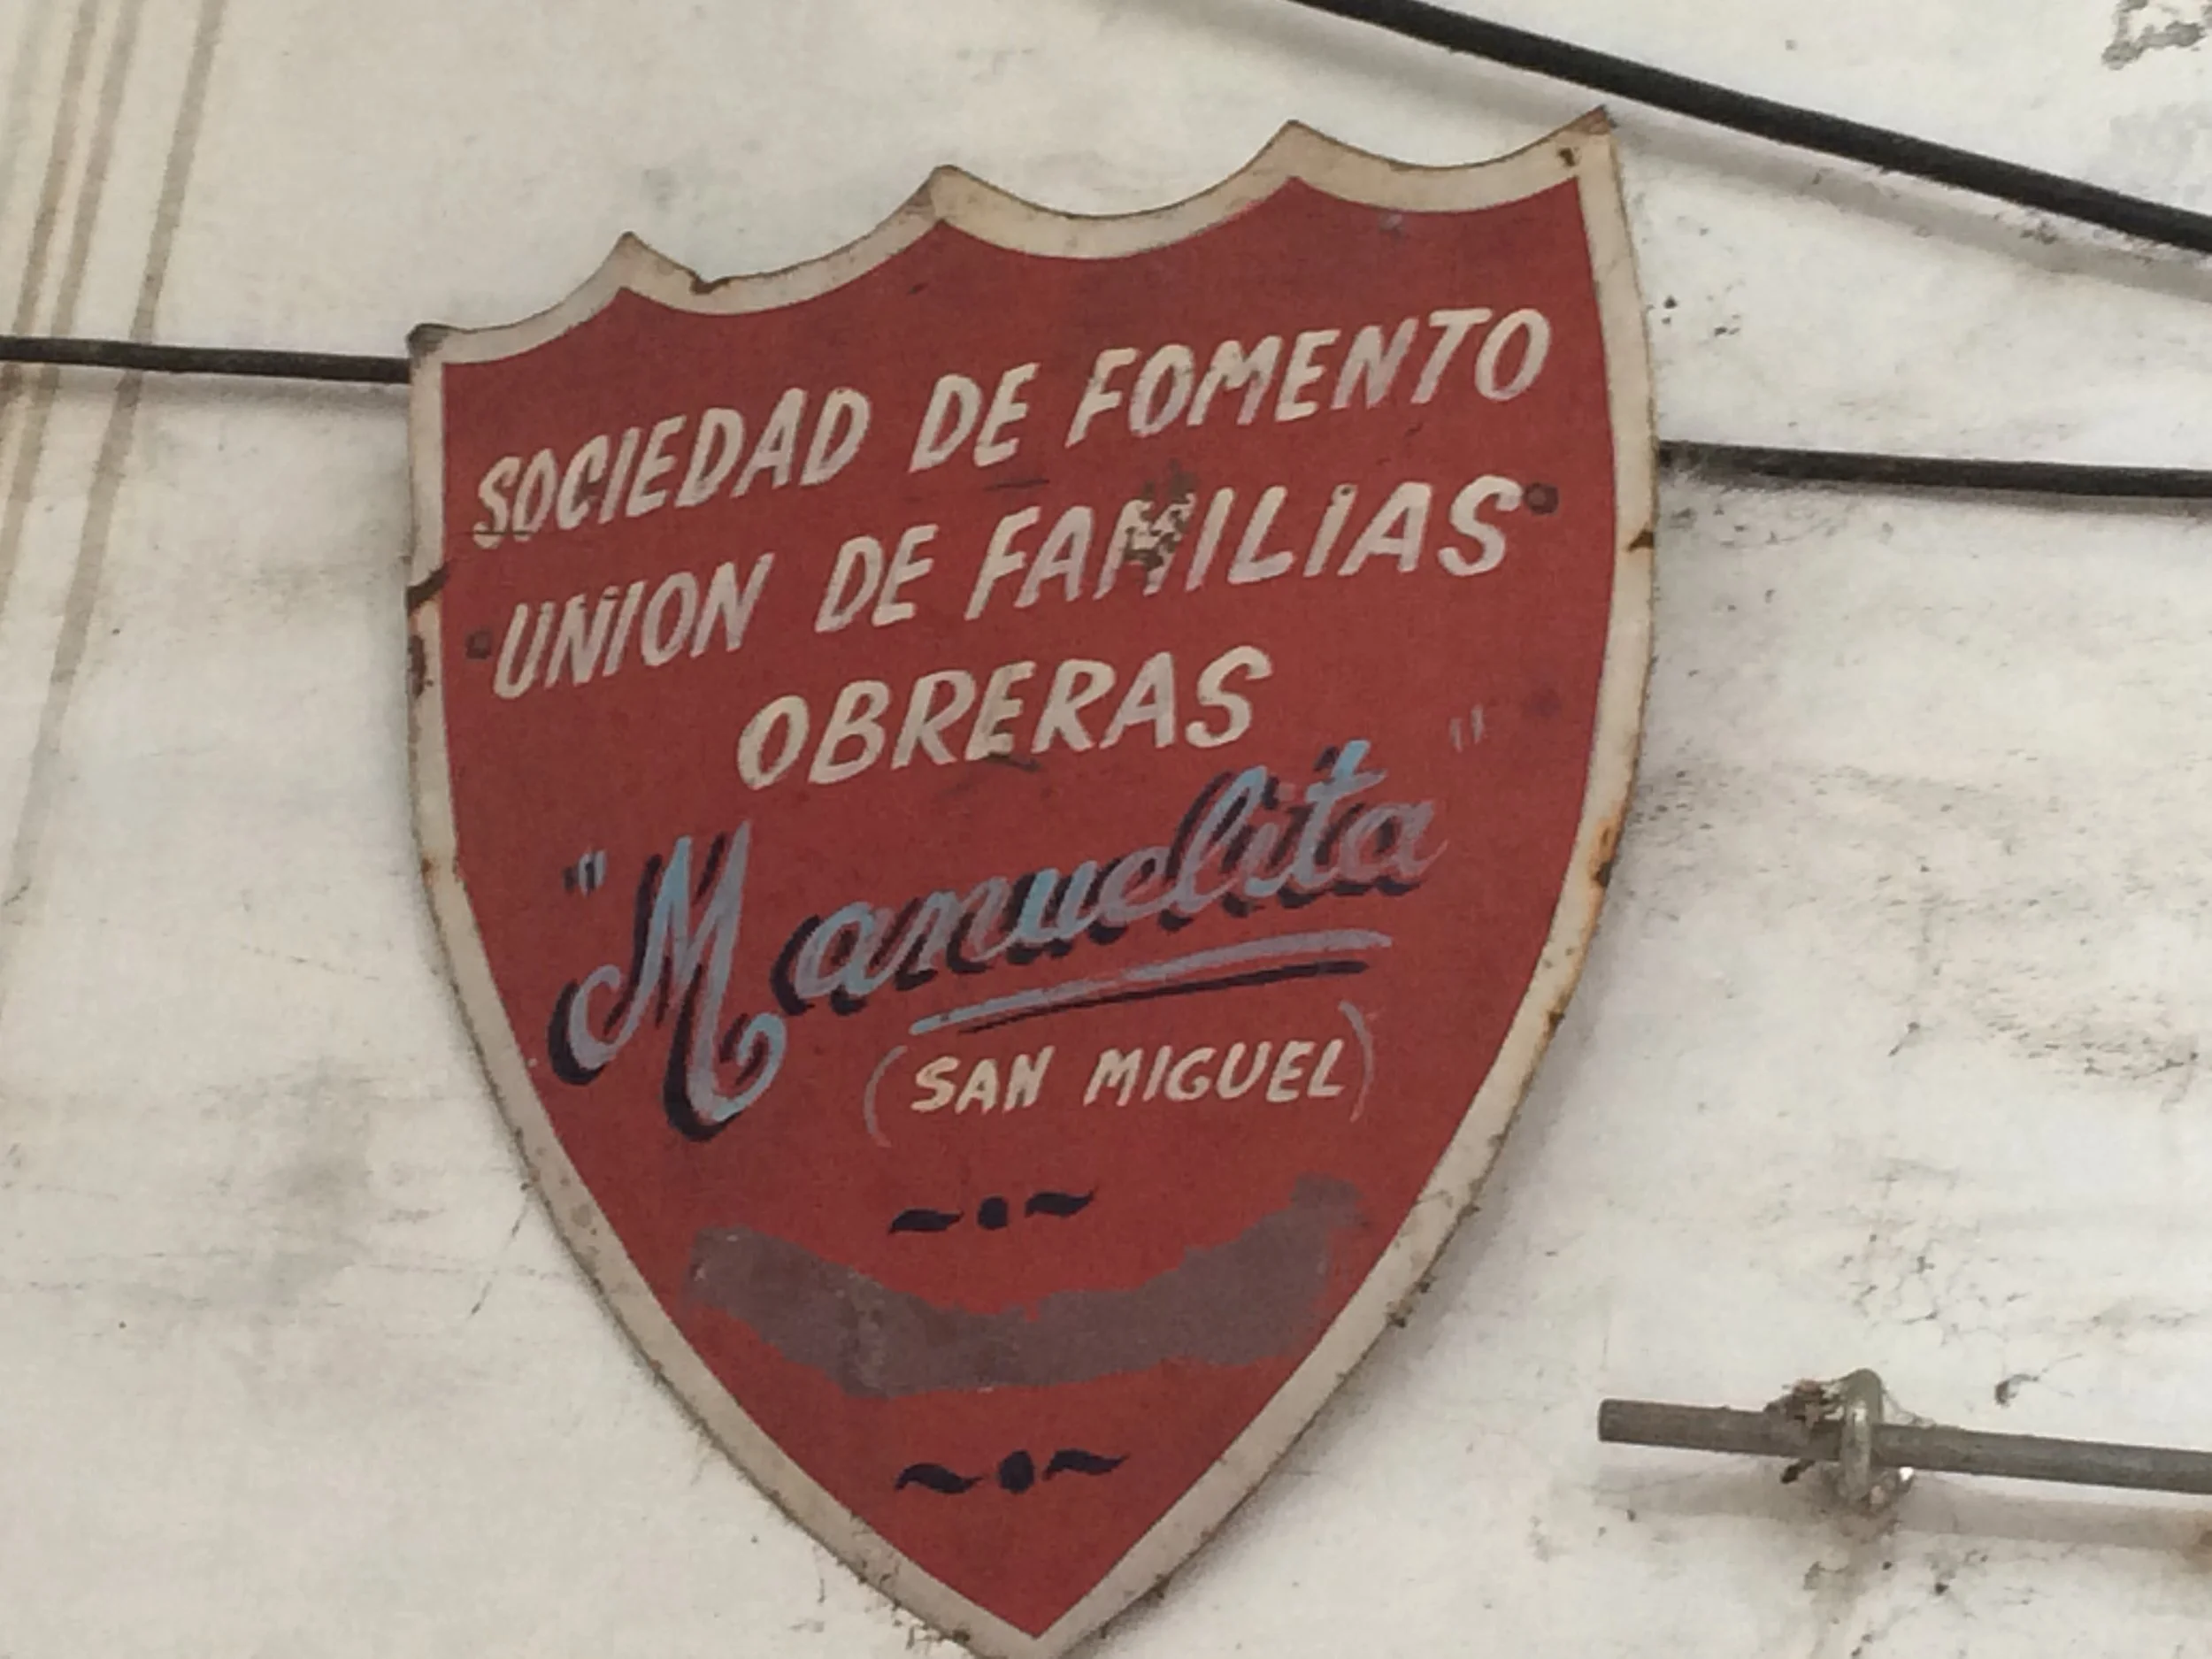 SOCIEDAD DE FOMENTO
UNION DE FAMILIAS
OBRERAS
"Manuelita"
(SAN MIGUEL)